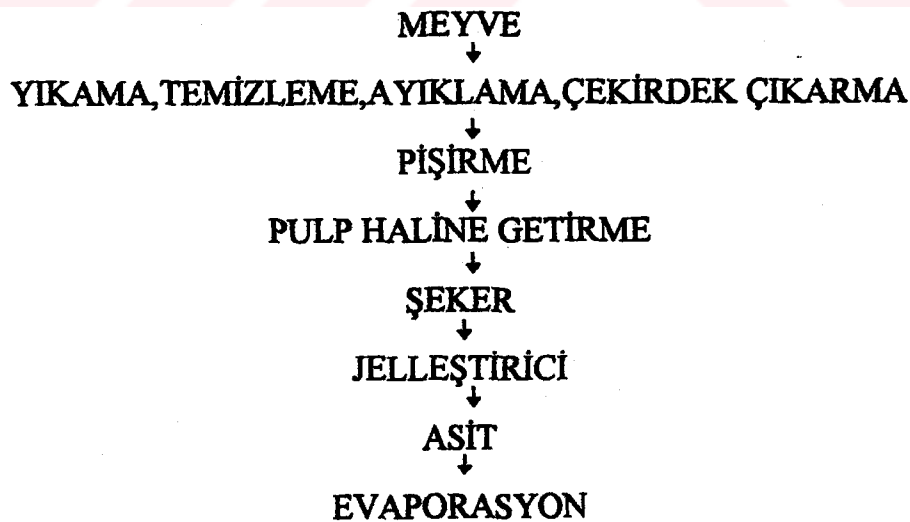 MEYVE
YIKAMA,TEMİZLEME,AYIKLAMA,ÇEKİRDEK ÇIKARMA
PİŞİRME
PULP HALİNE GETİRME
ŞEKER
JELLEŞTİRİCİ
ASİT
EVAPORASYON